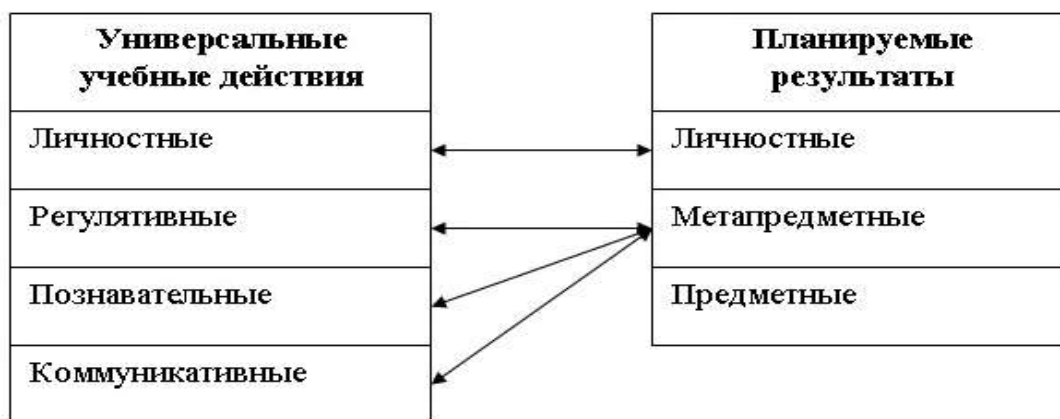 Универсальные
учебные действия
Личностные
Регулятивные
Познавательные
Коммуникативные
Планируемые
результаты
Личностные
Метапредметные
Предметные